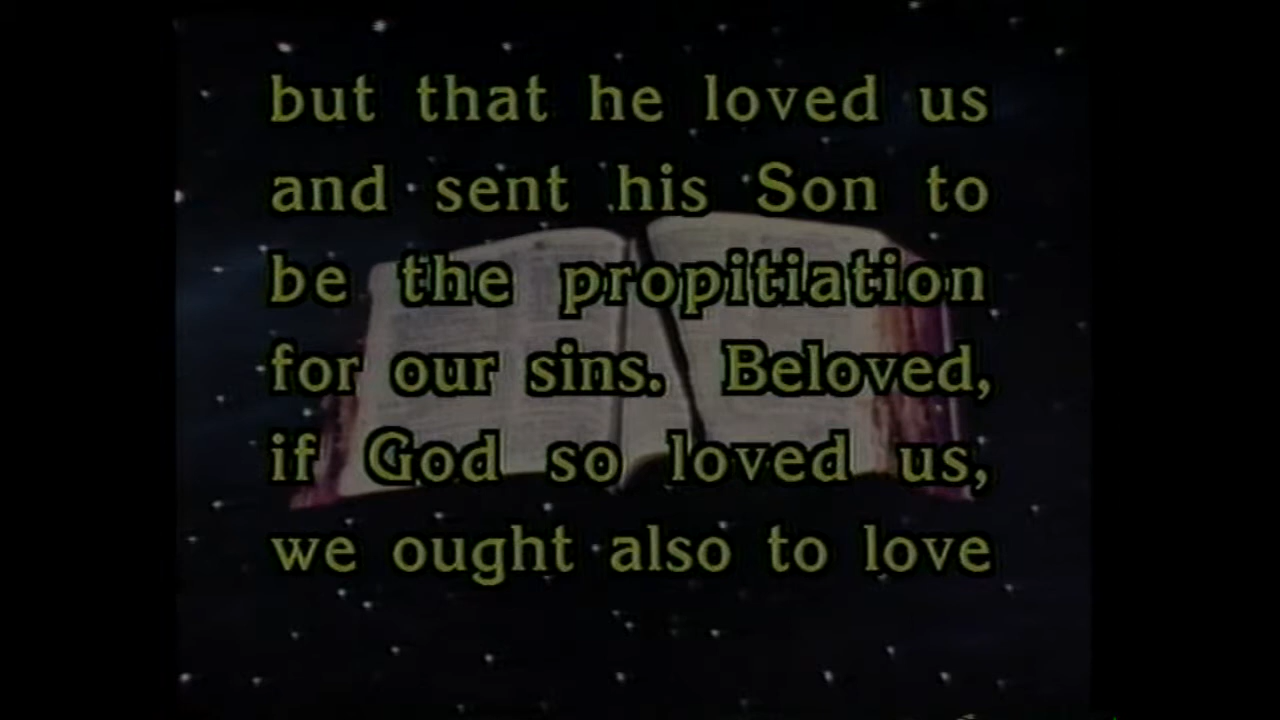 but that he loved us
and sent his Son to
be the propitiation
for our sins. Beloved,
if God so loved us,
we ought also to love